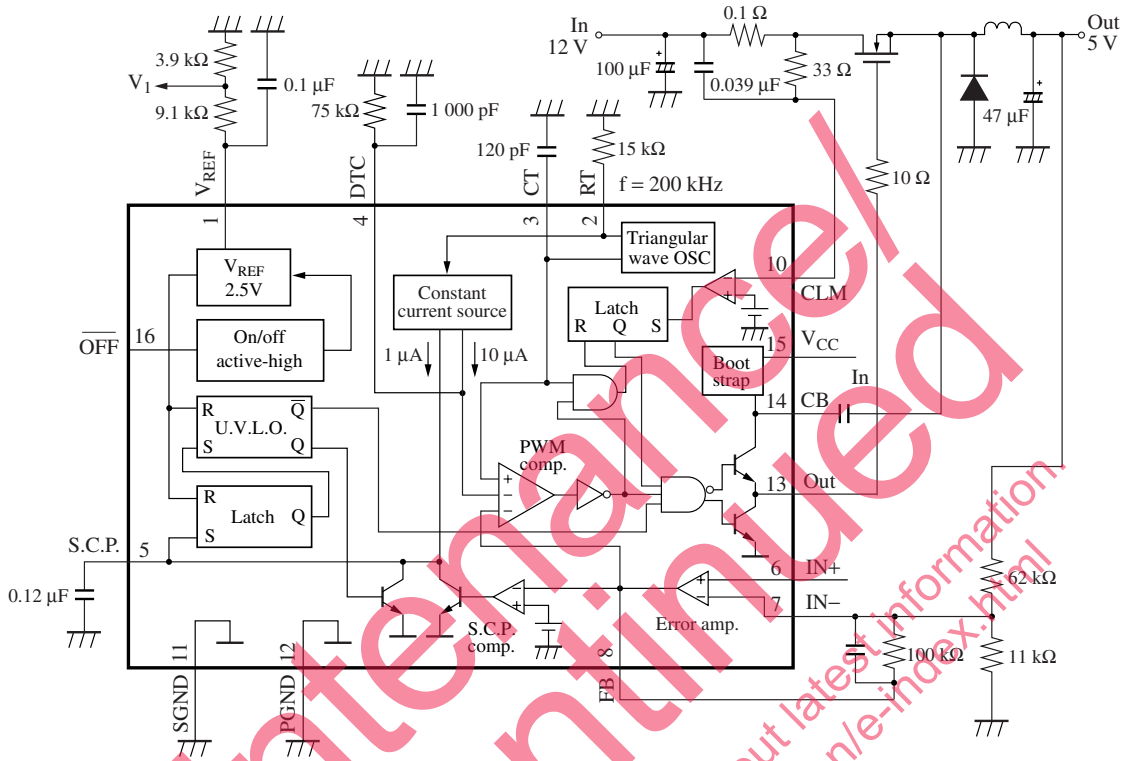 In
12 V
0.1 Ω
Out
5 V
3.9 kΩ
V1
9.1 kΩ
0.1 μF
100 μF
0.039 μF
33 Ω
47 μF
75 kΩ
1 000 pF
120 pF
15 kΩ
10 Ω
VREF
DTC
CT
RT
f = 200 kHz
1
4
3
2
VREF
2.5V
Triangular
wave OSC
10
CLM
Constant
current source
Latch
R Q S
OFF
16
On/off
active-high
1 μA
10 μA
15
VCC
Boot
strap
In
14
CB
R
Q
U.V.L.O.
S
Q
PWM
comp.
+
−
−
13
Out
R
Latch
Q
S
S.C.P.
5
0.12 μF
6
IN+
7
IN−
62 kΩ
S.C.P.
comp.
Error amp.
100 kΩ
11 kΩ
SGND
11
PGND
12
FB
8
ntenance/
ntinued
out latest information.
n/e-index.html